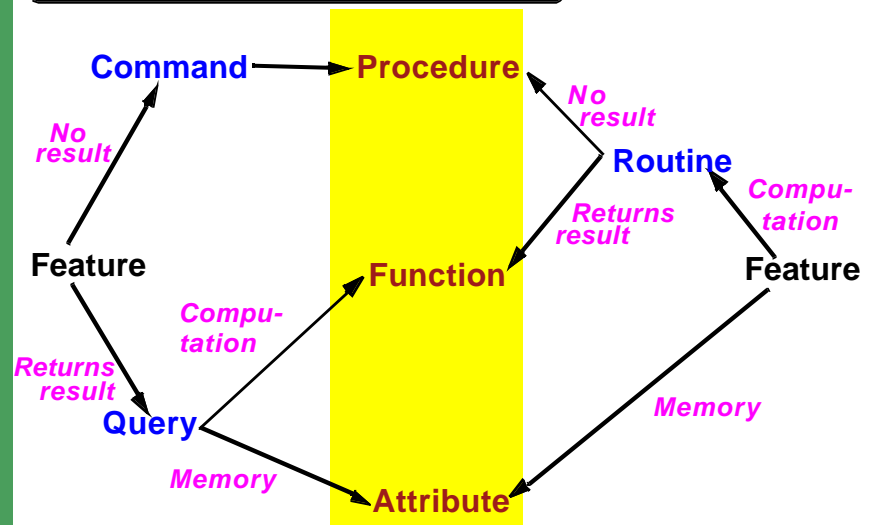 Command
Procedure
No
result
No
result
Routine
Compu-
tation
Returns
result
Feature
Feature
Function
Compu-
tation
Returns
result
Query
Memory
Memory
Attribute